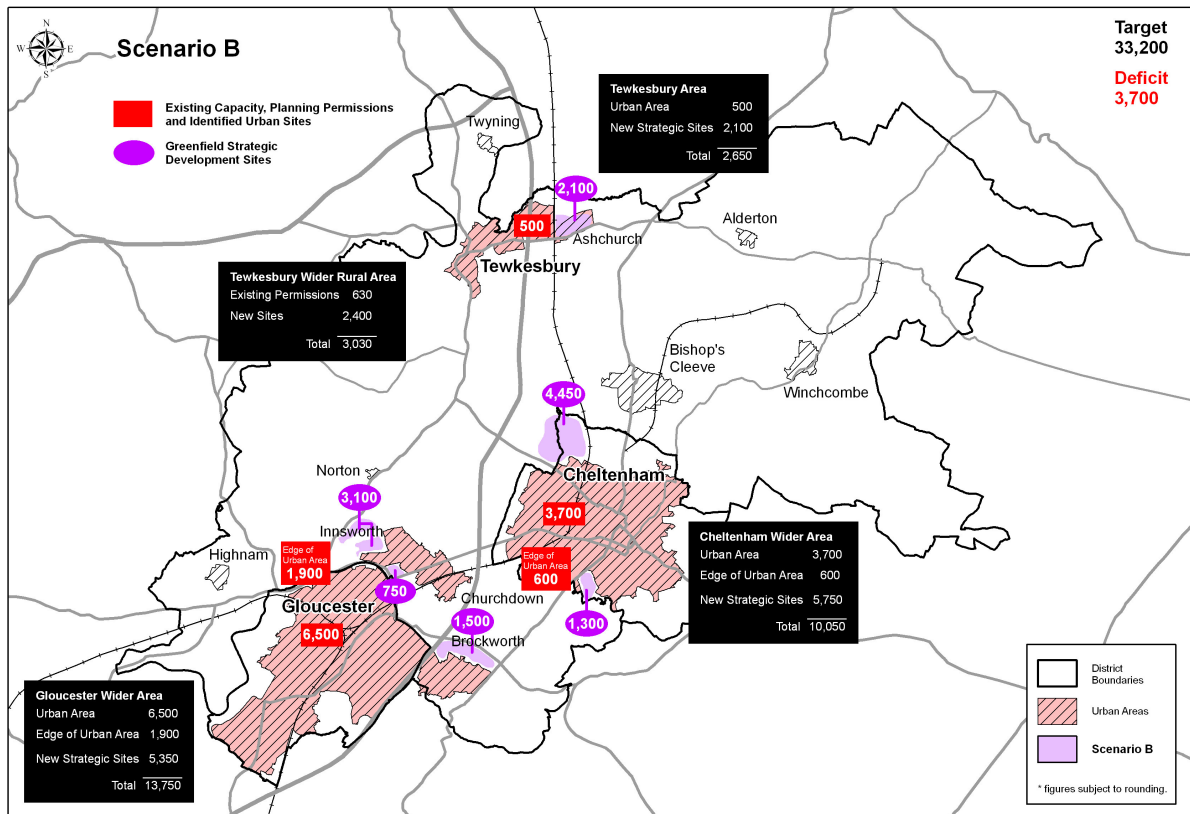 N
W E
S
Scenario B
Target
33,200
Deficit
3,700
Existing Capacity, Planning Permissions
and Identified Urban Sites
Greenfield Strategic
Development Sites
Tewkesbury Area
Urban Area 500
New Strategic Sites 2,100
Total 2,650
Twyning
2,100
500
Ashchurch
Alderton
Tewkesbury
Tewkesbury Wider Rural Area
Existing Permissions 630
New Sites 2,400
Total 3,030
Bishop's
Cleeve
Winchcombe
4,450
Norton
Cheltenham
3,100
3,700
Innsworth
Highnam
Edge of
Urban Area
1,900
Edge of
Urban Area
600
Cheltenham Wider Area
Urban Area 3,700
Edge of Urban Area 600
New Strategic Sites 5,750
Total 10,050
750
Churchdown
Gloucester
1,500
1,300
6,500
Brockworth
Gloucester Wider Area
Urban Area 6,500
Edge of Urban Area 1,900
New Strategic Sites 5,350
Total 13,750
District
Boundaries
Urban Areas
Scenario B
* figures subject to rounding.